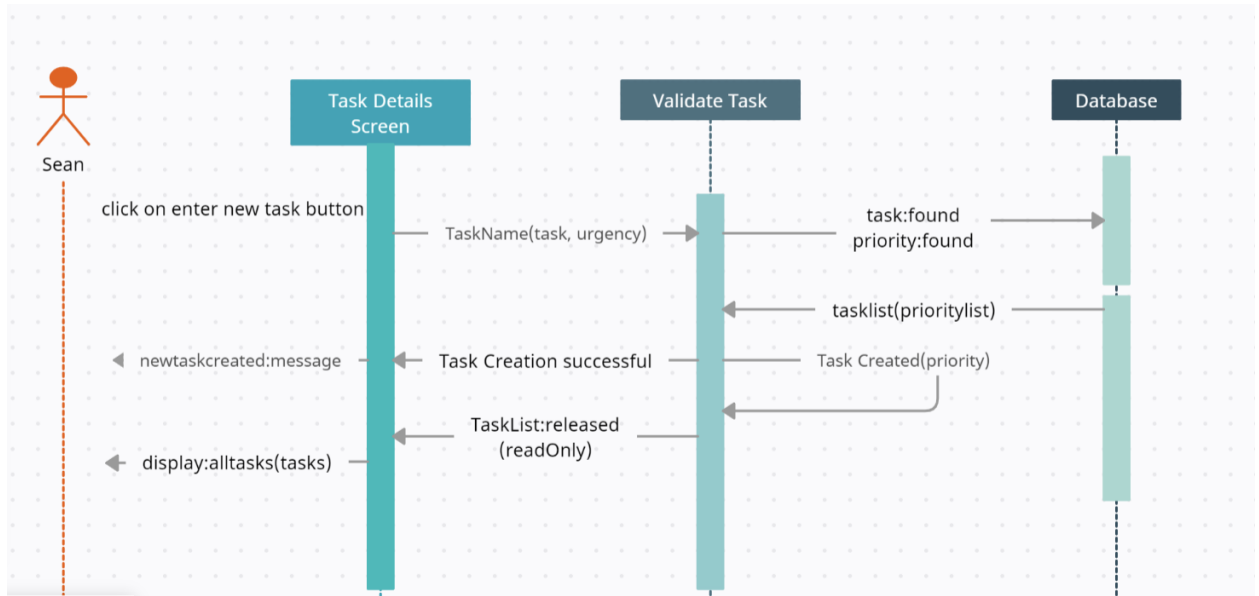 Task Details
Screen
Validate Task
Database
Sean
click on enter new task button
TaskName(task, urgency)
task:found
priority:found
tasklist(prioritylist)
newtaskcreated:message
Task Creation successful
Task Created(priority)
TaskList:released
(readOnly)
display:alltasks(tasks)